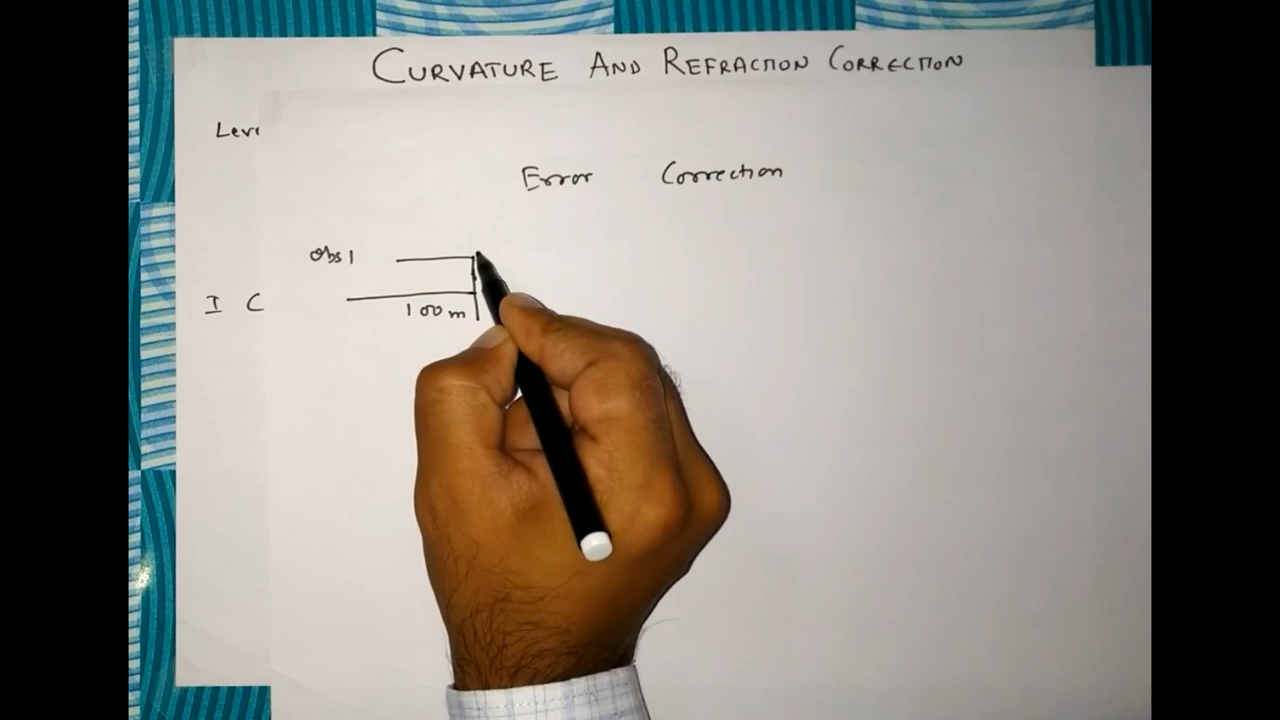 CURVATURE AND REFRACTION CORRECTION
Error Correction
Obs 1
I C
100 m